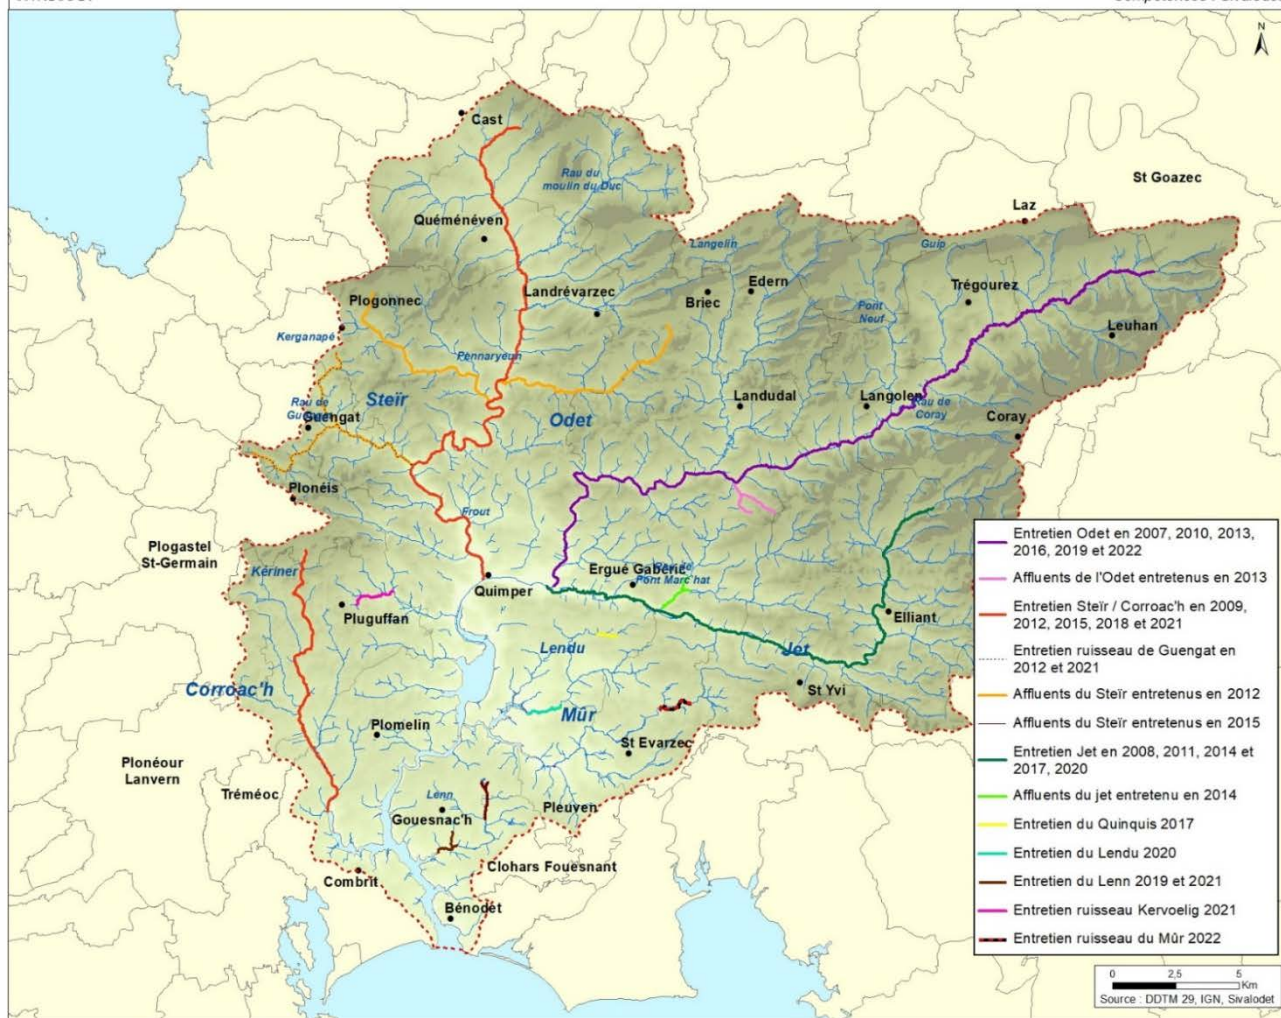 N
Cast
Rau du
moulin du Duc
St Goazec
Laz
Quéménéven
Langelin
Guip
Edern
Trégourez
Landrévarzec
Briec
Plogonnec
Pont
Neuf
Leuhan
Kerganapé
Pennaryeun
Steïr
Landudal
Langolen
Rau de
Coray
Rau de
Guengat
Odet
Coray
Plonéis
Frout
Plogastel
St-Germain
Kériner
Ergué Gabéric
Pont Marc'hat
Quimper
Pluguffan
Elliant
Lendu
Jet
Corroac'h
St Yvi
Mûr
Plomelin
St Evarzec
Plonéour
Lanvern
Tréméoc
Lenn
Gouesnac'h
Pleuven
Clohars Fouesnant
Combrit
Bénodet
Entretien Odet en 2007, 2010, 2013,
2016, 2019 et 2022
Affluents de l'Odet entretenus en 2013
Entretien Steïr / Corroac'h en 2009,
2012, 2015, 2018 et 2021
Entretien ruisseau de Guengat en
2012 et 2021
Affluents du Steïr entretenus en 2012
Affluents du Steïr entretenus en 2015
Entretien Jet en 2008, 2011, 2014 et
2017, 2020
Affluents du jet entretenu en 2014
Entretien du Quinquis 2017
Entretien du Lendu 2020
Entretien du Lenn 2019 et 2021
Entretien ruisseau Kervoelig 2021
Entretien ruisseau du Mûr 2022
0 2,5 5
Km
Source : DDTM 29, IGN, Sivalodet